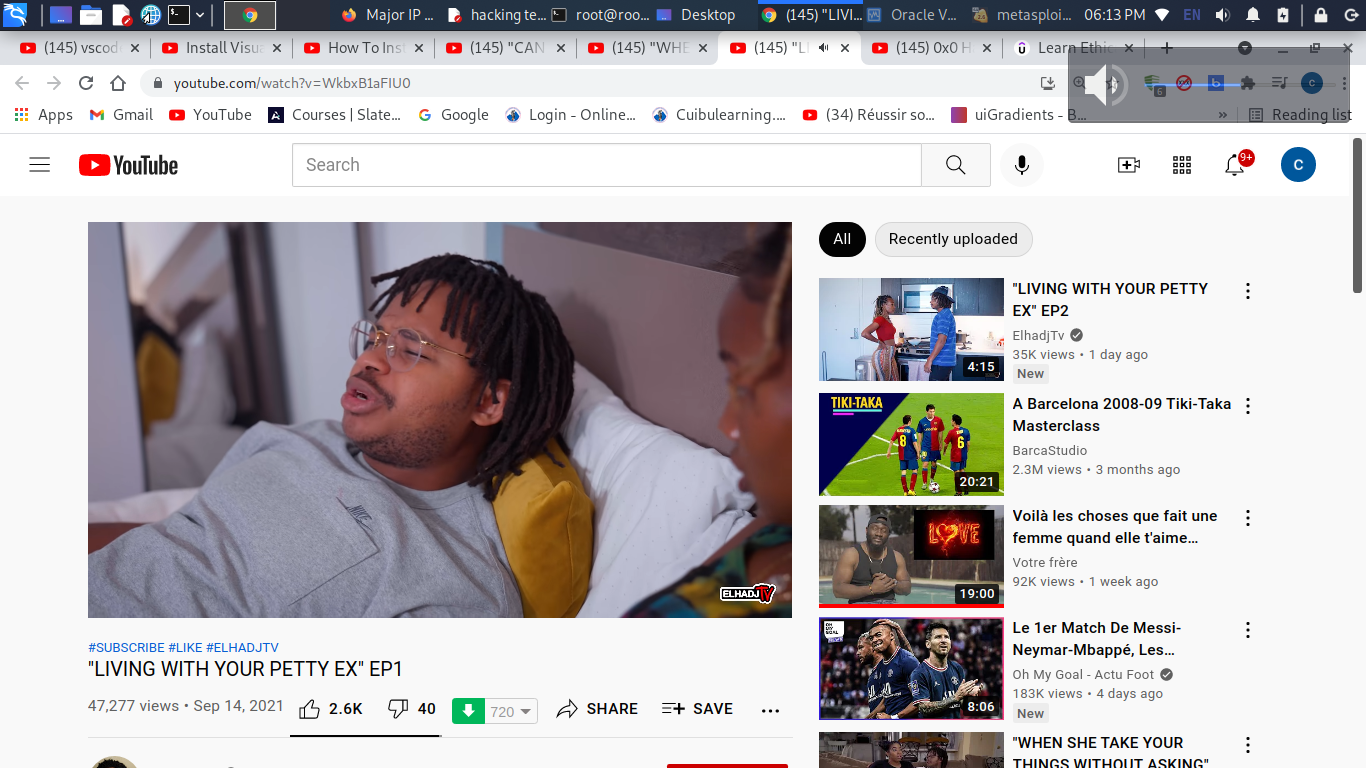 Major IP ...
hacking te...
root@roo...
Desktop
(145) "LIVI...
Oracle V...
metasploi...
06:13 PM
EN
(145) vscod
Install Visua
How To Inst
(145) "CAN
(145) "WHE
(145) "LI
(145) 0x0 H
Learn Ethic
youtube.com/watch?v=WkbxB1aFIU0
6
b
C
Apps
Gmail
YouTube
Courses | Slate...
Google
Login - Online...
Cuibulearning....
(34) Réussir so...
uiGradients - B...
»
Reading list
YouTube
Search
9+
C
All
Recently uploaded
NIKE
ELHADJTV
#SUBSCRIBE #LIKE #ELHADJTV
"LIVING WITH YOUR PETTY EX" EP1
47,277 views • Sep 14, 2021
2.6K
40
720
SHARE
SAVE
"LIVING WITH YOUR PETTY
EX" EP2
ElhadjTv
35K views • 1 day ago
New
4:15
TIKI-TAKA
8
6
20:21
A Barcelona 2008-09 Tiki-Taka
Masterclass
BarcaStudio
2.3M views • 3 months ago
LOVE
19:00
Voilà les choses que fait une
femme quand elle t'aime...
Votre frère
92K views • 1 week ago
OH MY GOAL
8:06
Le 1er Match De Messi-
Neymar-Mbappé, Les...
Oh My Goal - Actu Foot
183K views • 4 days ago
New
"WHEN SHE TAKE YOUR
THINGS WITHOUT ASKING"